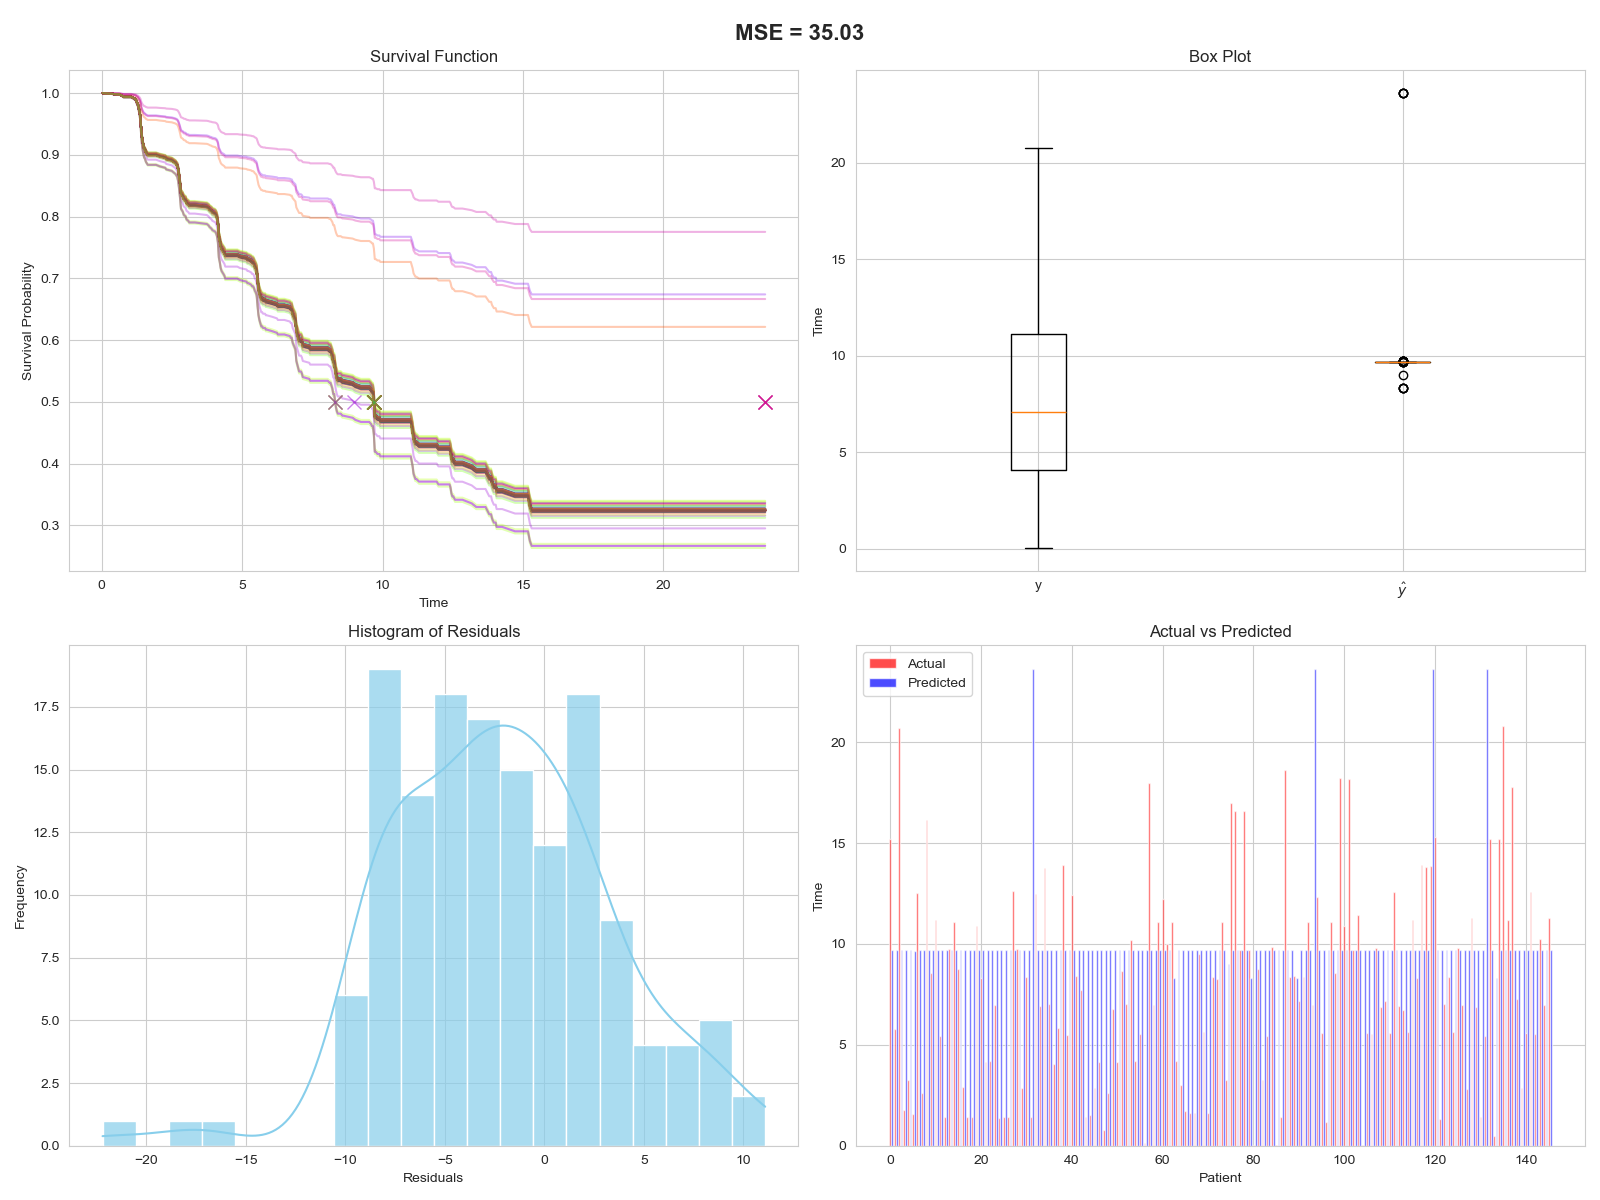 MSE = 35.03
Survival Function
1.0
0.9
0.8
0.7
0.6
0.5
0.4
0.3
Survival Probability
0 5 10 15 20
Time
Box Plot
20
15
10
5
0
Time
y ŷ
Histogram of Residuals
17.5
15.0
12.5
10.0
7.5
5.0
2.5
0.0
Frequency
−20 −15 −10 −5 0 5 10
Residuals
Actual vs Predicted
Actual
Predicted
20
15
10
5
0
Time
0 20 40 60 80 100 120 140
Patient